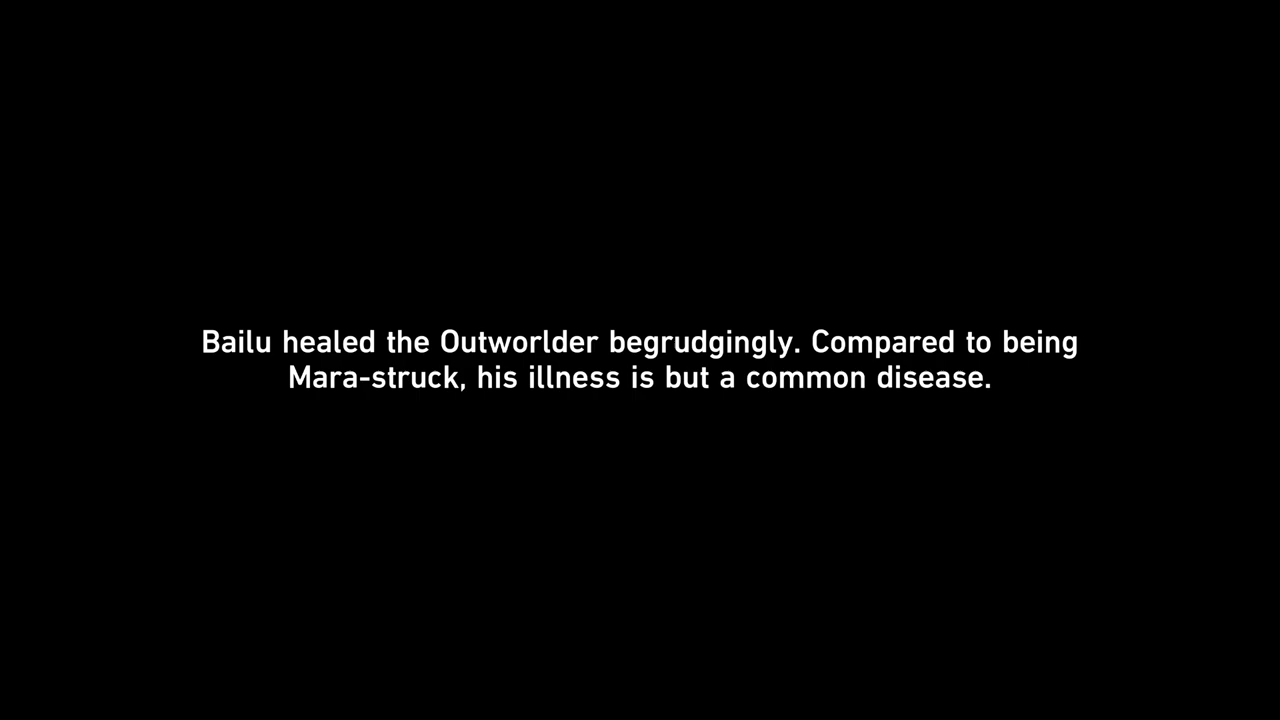 Bailu healed the Outworlder begrudgingly. Compared to being
Mara-struck, his illness is but a common disease.